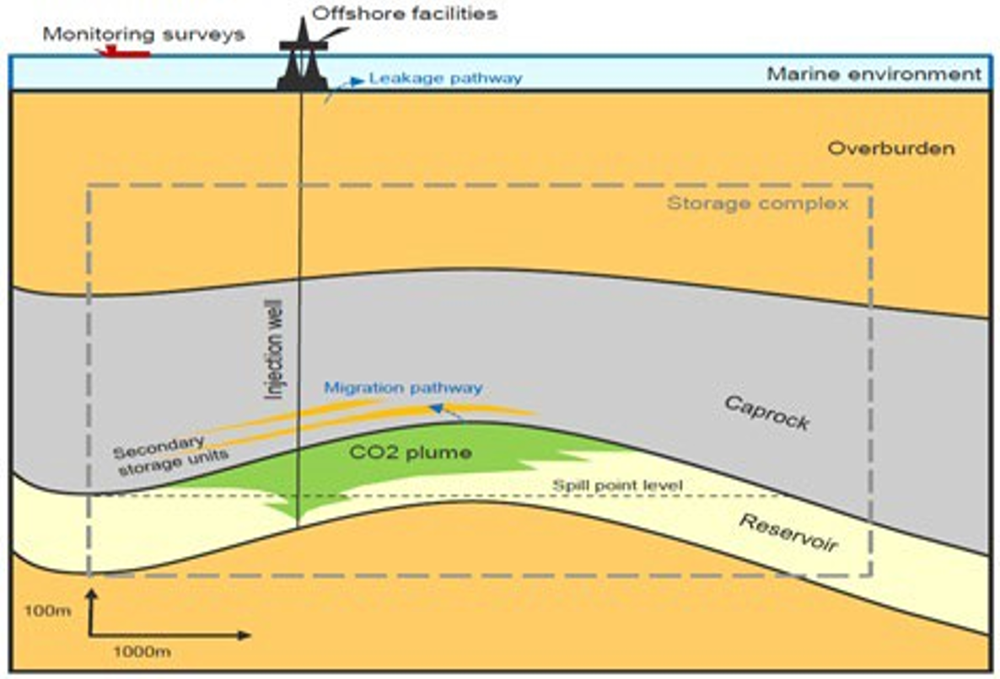 Offshore facilities
Monitoring surveys
Marine environment
Leakage pathway
Overburden
Storage complex
Injection well
Migration pathway
Caprock
Secondary
storage units
CO2 plume
Spill point level
Reservoir
100m
1000m